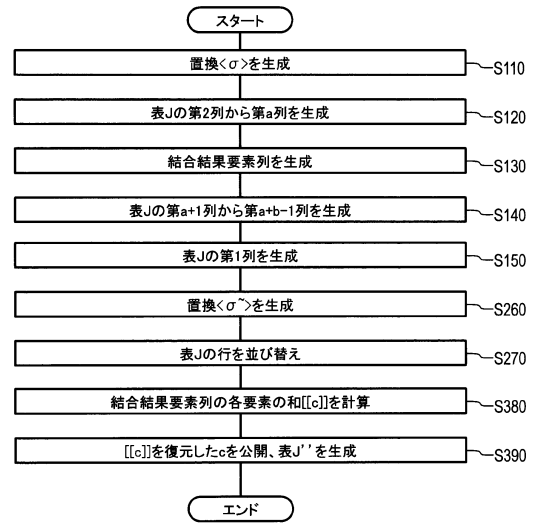 スタート
置換<σ>を生成 S110
表Jの第2列から第a列を生成 S120
結合結果要素列を生成 S130
表Jの第a+1列から第a+b-1列を生成 S140
表Jの第1列を生成 S150
置換<σ~>を生成 S260
表Jの行を並び替え S270
結合結果要素列の各要素の和[[c]]を計算 S380
[[c]]を復元したcを公開、表J''を生成 S390
エンド